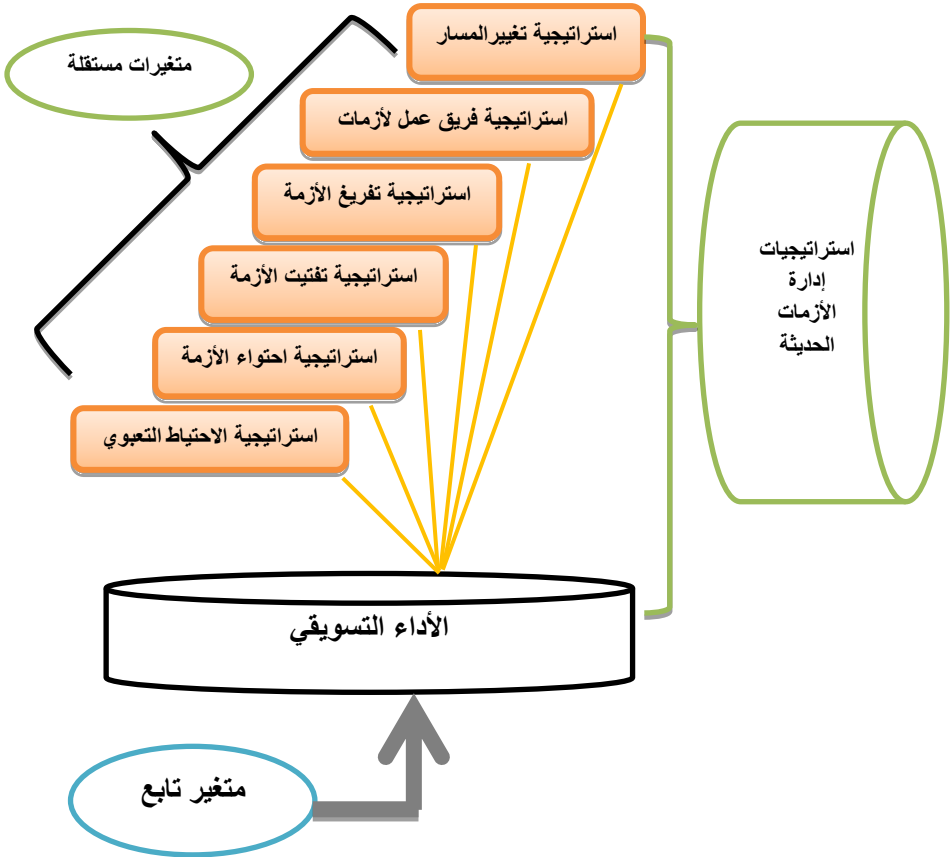 استراتيجية تغييرالمسار
متغيرات مستقلة
استراتيجية فريق عمل لأزمات
استراتيجية تفريغ الأزمة
استراتيجيات
إدارة
الأزمات
الحديثة
استراتيجية تفتيت الأزمة
استراتيجية احتواء الأزمة
استراتيجية الاحتياط التعبوي
الأداء التسويقي
متغير تابع